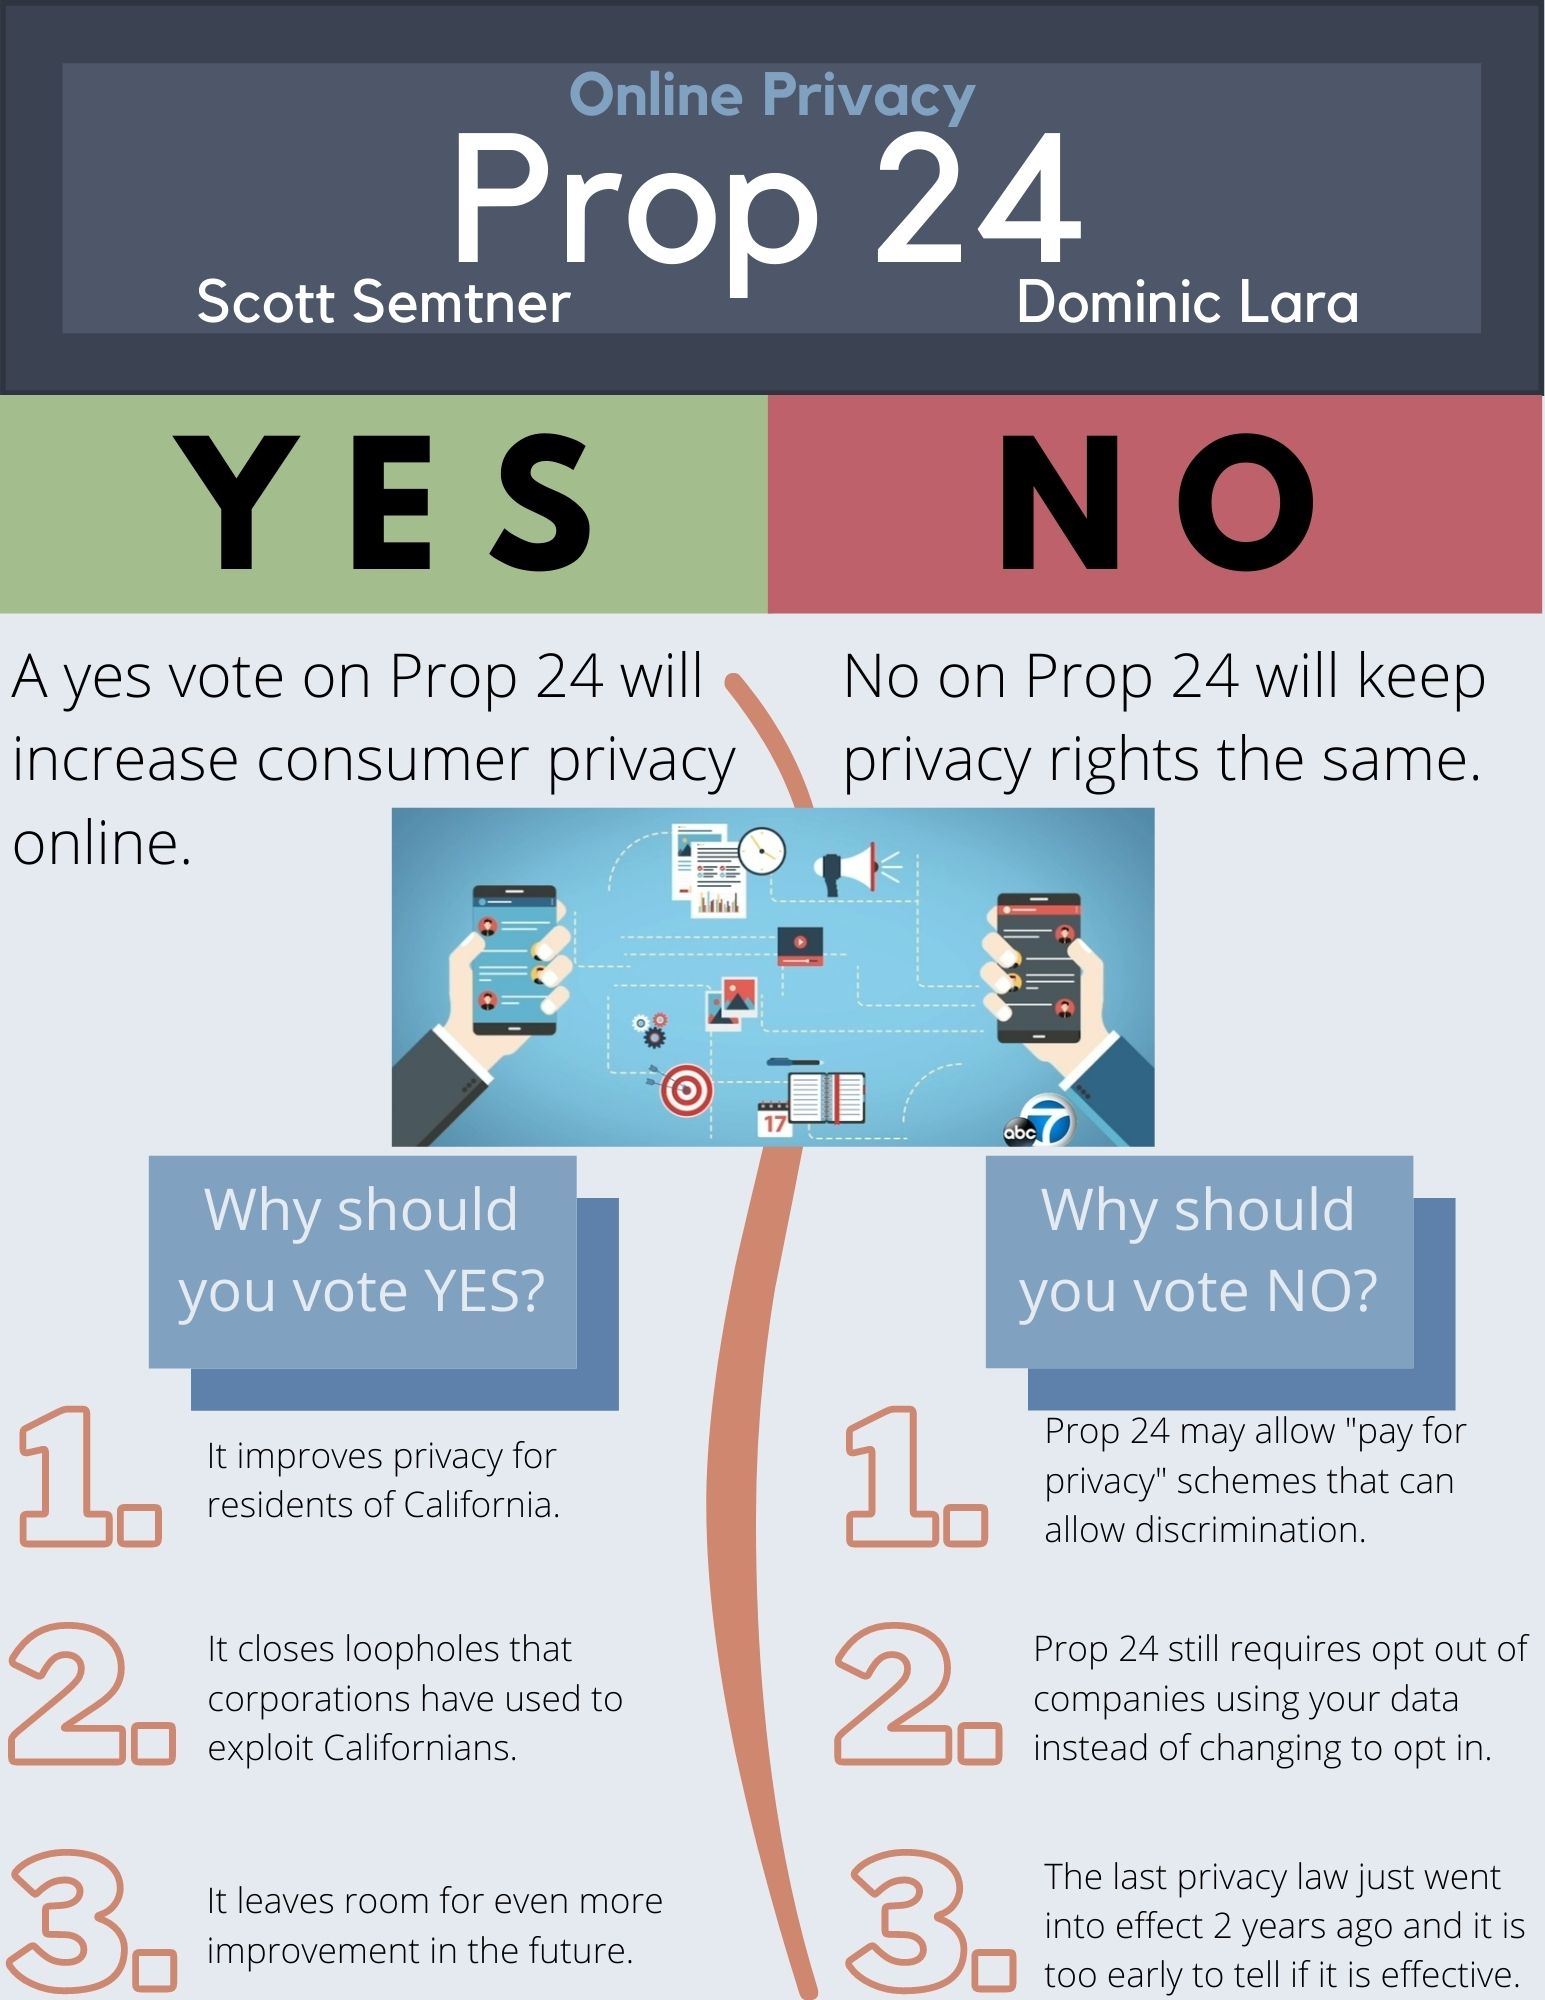 Online Privacy
Prop 24
Scott Semtner
Dominic Lara
YES
NO
A yes vote on Prop 24 will
increase consumer privacy
online.
No on Prop 24 will keep
privacy rights the same.
17
abc 7
Why should
you vote YES?
1.
It improves privacy for
residents of California.
2.
It closes loopholes that
corporations have used to
exploit Californians.
3.
It leaves room for even more
improvement in the future.
Why should
you vote NO?
1.
Prop 24 may allow "pay for
privacy" schemes that can
allow discrimination.
2.
Prop 24 still requires opt out of
companies using your data
instead of changing to opt in.
3.
The last privacy law just went
into effect 2 years ago and it is
too early to tell if it is effective.